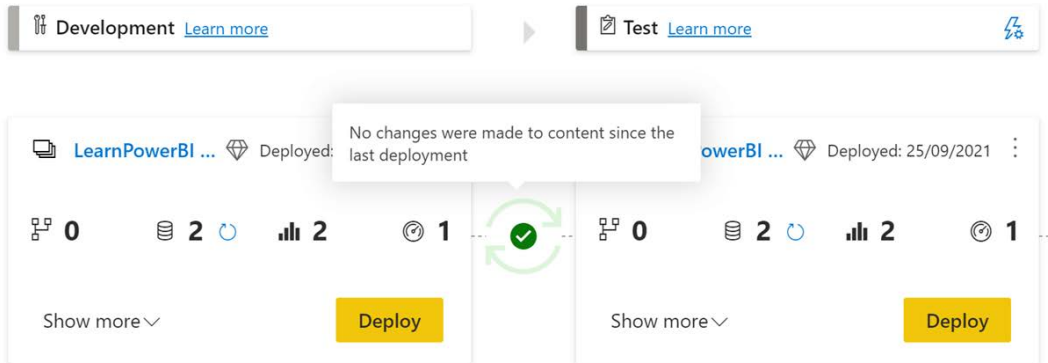 Development Learn more
Test Learn more
No changes were made to content since the
last deployment
LearnPowerBI ... Deployed:
owerBI ... Deployed: 25/09/2021
0 2 2 1
0 2 2 1
Show more Deploy
Show more Deploy